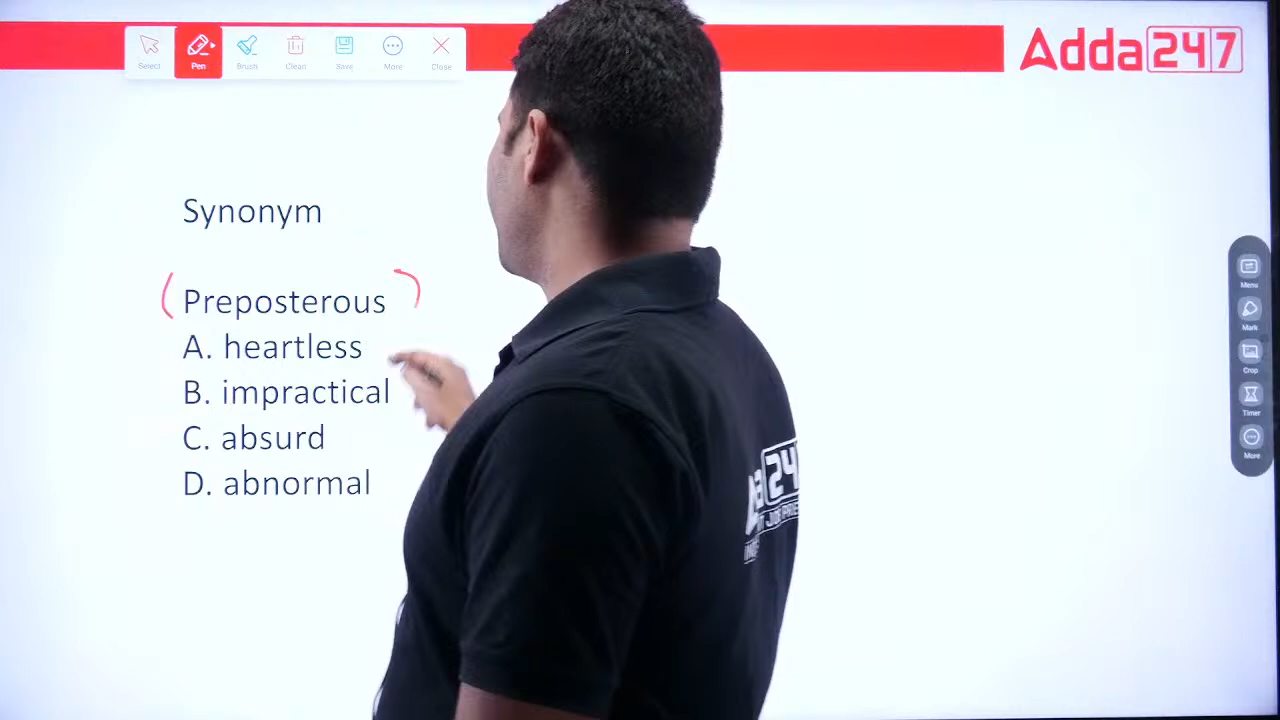 Select Pen Brush Clean Save More Close
Adda247
Synonym
Preposterous
A. heartless
B. impractical
C. absurd
D. abnormal
Menu
Mark
Crop
Timer
More
24